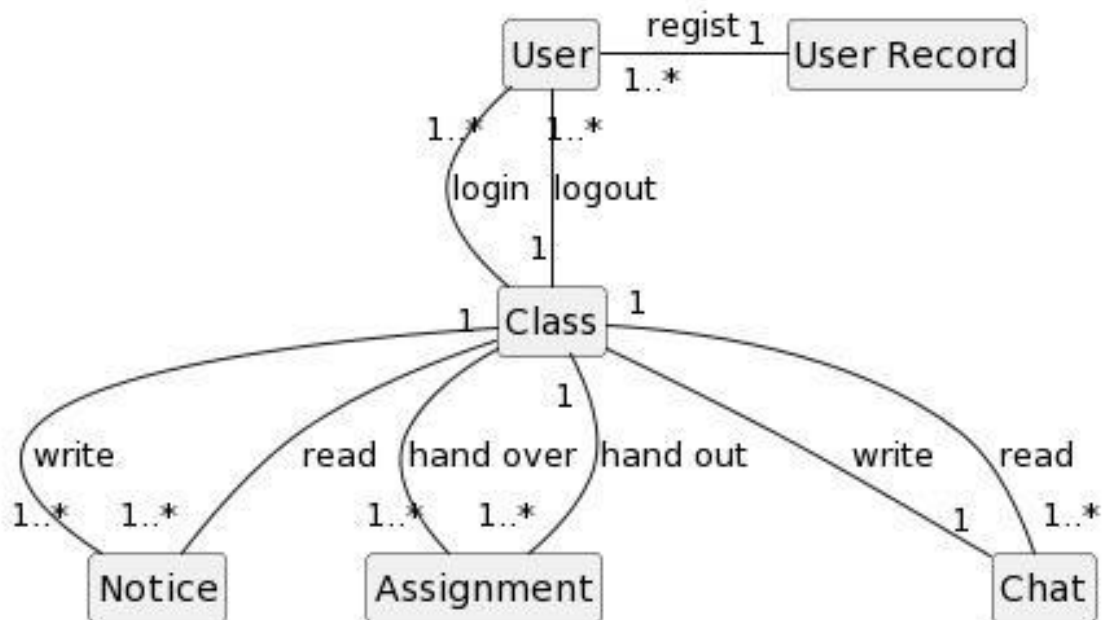 regist 1
User
User Record
1..*
1..* 1..*
login logout
1
1 Class 1
1
write read hand over hand out write read
1..* 1..* 1..* 1..* 1 1..*
Notice Assignment Chat